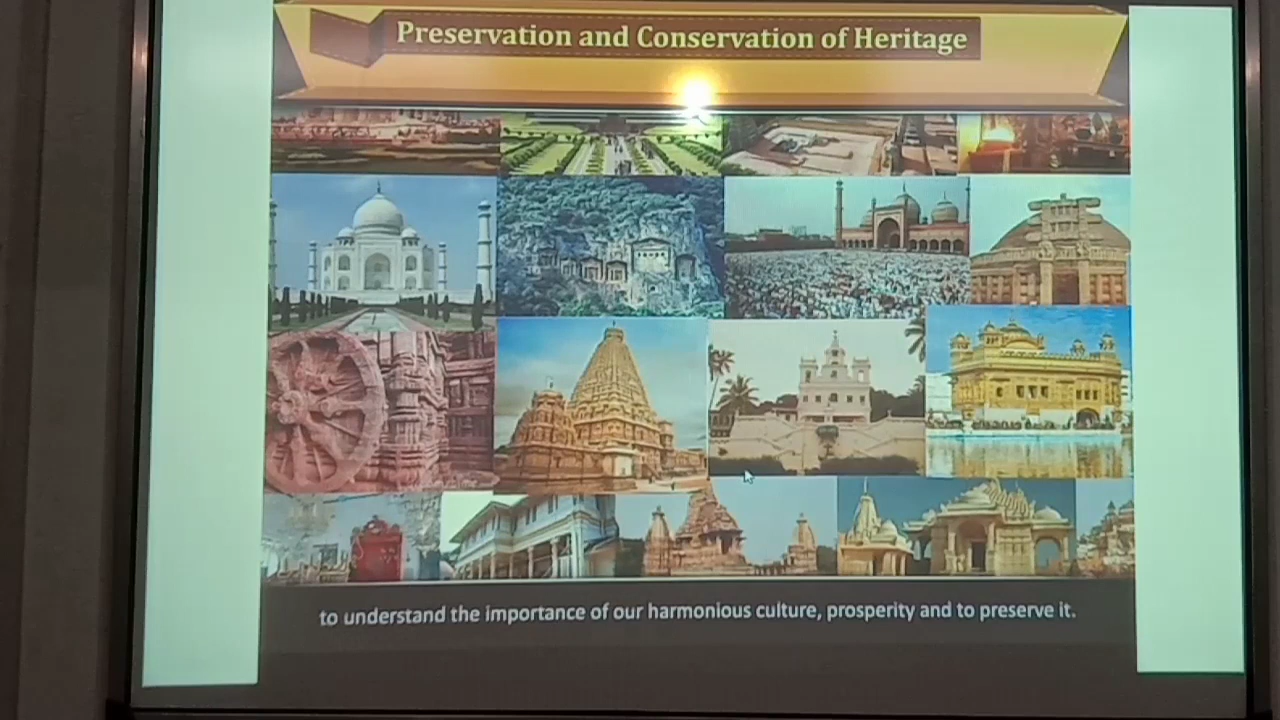 Preservation and Conservation of Heritage
to understand the importance of our harmonious culture, prosperity and to preserve it.